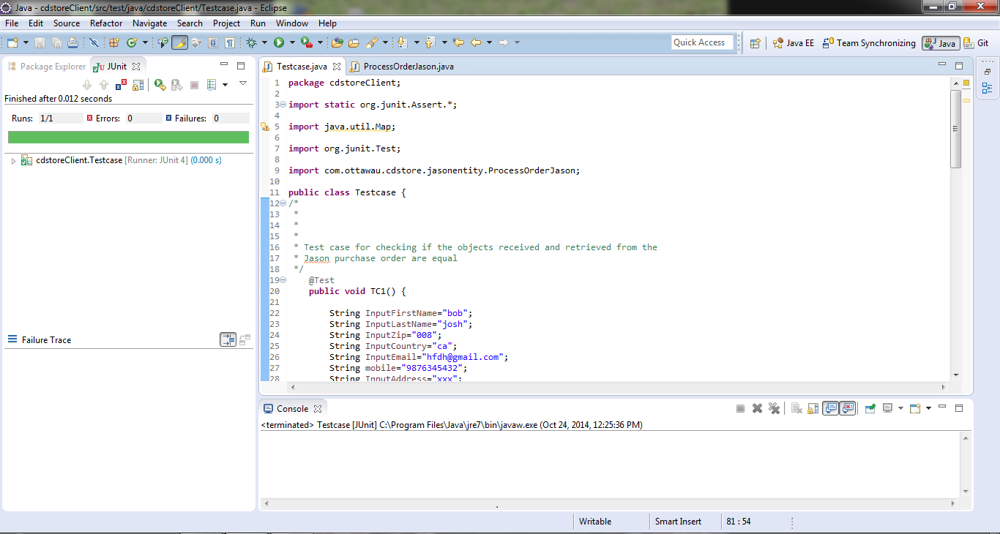 Java - cdstoreClient/src/test/java/cdstoreClient/Testcase.java - Eclipse
File Edit Source Refactor Navigate Search Project Run Window Help
Quick Access Java EE Team Synchronizing Java Git
Package Explorer JUnit
Finished after 0.012 seconds
Runs: 1/1 Errors: 0 Failures: 0
cdstoreClient.Testcase [Runner: JUnit 4] (0.000 s)
Failure Trace
Testcase.java ProcessOrderJason.java
1 package cdstoreClient;
2
3 import static org.junit.Assert.*;
4
5 import java.util.Map;
6
7 import org.junit.Test;
8
9 import com.ottawau.cdstore.jasonentity.ProcessOrderJason;
10
11 public class Testcase {
12 /*
13 *
14 *
15 *
16 * Test case for checking if the objects received and retrieved from the
17 * Jason purchase order are equal
18 */
19 @Test
20 public void TC1() {
21
22 String InputFirstName="bob";
23 String InputLastName="josh";
24 String InputZip="008";
25 String InputCountry="ca";
26 String InputEmail="hfdh@gmail.com";
27 String mobile="9876345432";
28 String InputAddress="xxx";
Console
<terminated> Testcase [JUnit] C:\Program Files\Java\jre7\bin\javaw.exe (Oct 24, 2014, 12:25:36 PM)
Writable Smart Insert 81 : 54